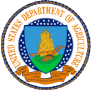 UNITED STATES DEPARTMENT OF AGRICULTURE